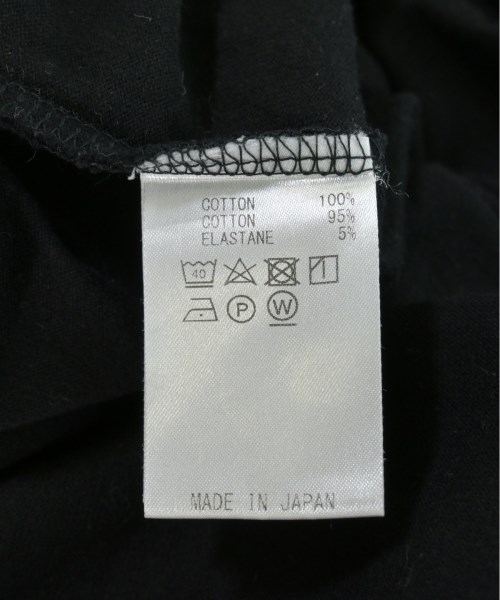 COTTON 100%
COTTON 95%
ELASTANE 5%
40
P W
MADE IN JAPAN